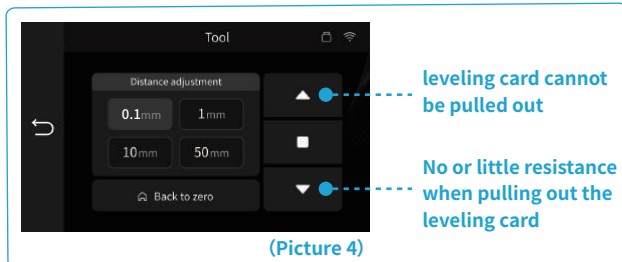 Tool
Distance adjustment
0.1mm
1mm
10mm
50mm
Back to zero
leveling card cannot
be pulled out
No or little resistance
when pulling out the
leveling card
(Picture 4)